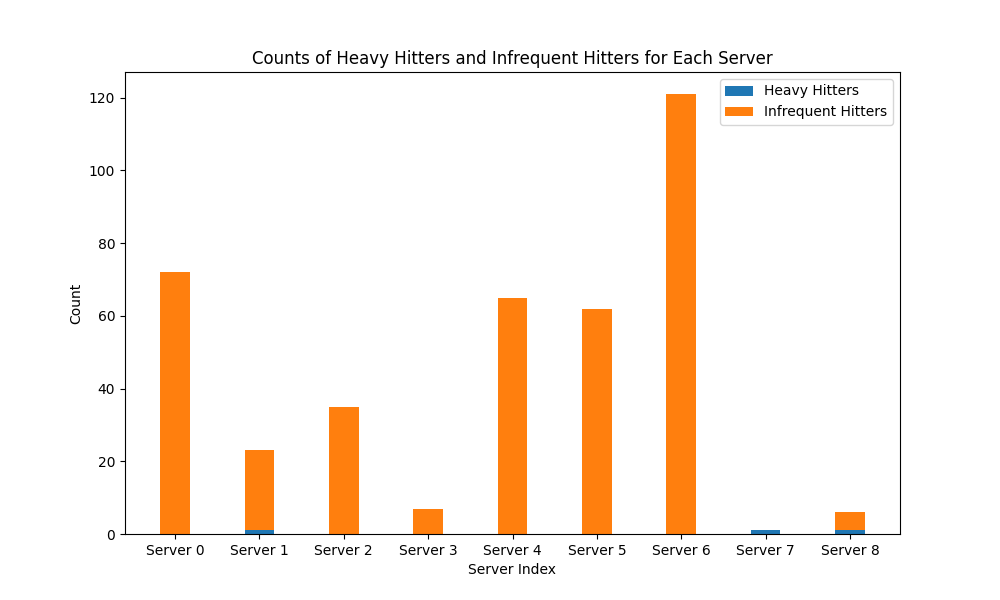 Counts of Heavy Hitters and Infrequent Hitters for Each Server
Heavy Hitters
Infrequent Hitters
120
100
80
60
40
20
0
Count
Server 0 Server 1 Server 2 Server 3 Server 4 Server 5 Server 6 Server 7 Server 8
Server Index